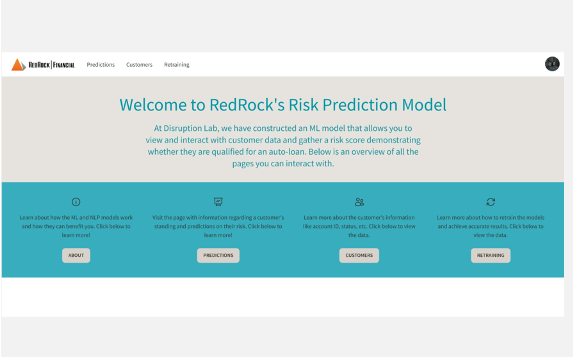 REDROCK | FINANCIAL Predictions Customers Retraining
Welcome to RedRock's Risk Prediction Model
At Disruption Lab, we have constructed an ML model that allows you to
view and interact with customer data and gather a risk score demonstrating
whether they are qualified for an auto-loan. Below is an overview of all the
pages you can interact with.
Learn about how the ML and NLP models work
and how they can benefit you. Click below to
learn more!
ABOUT
Visit the page with information regarding a customer's
standing and predictions on their risk. Click below to
learn more!
PREDICTIONS
Learn more about the customer's information
like account ID, status, etc. Click below to view
the data.
CUSTOMERS
Learn more about how to retrain the models
and achieve accurate results. Click below to
view the data.
RETRAINING